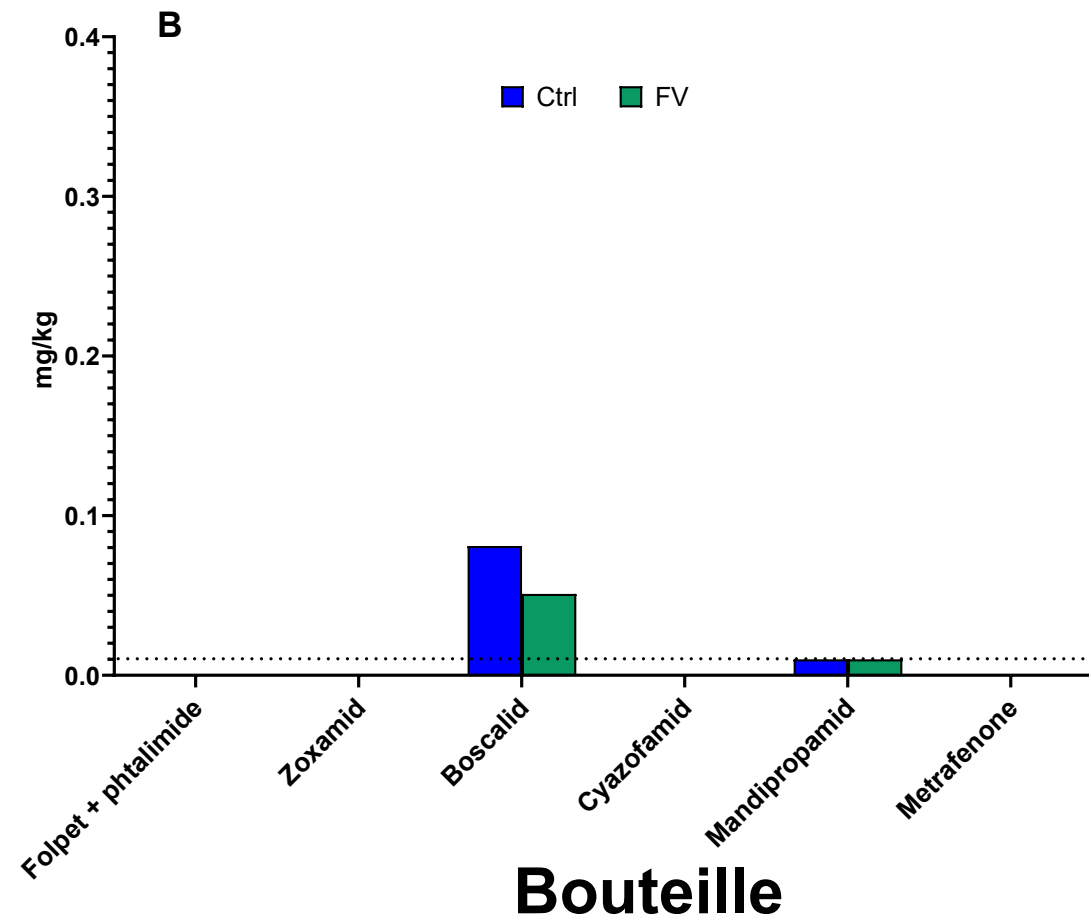 B
0.4
0.3
0.2
0.1
0.0
mg/kg
Ctrl
FV
Folpet + phtalimide
Zoxamid
Boscalid
Cyazofamid
Mandipropamid
Metrafenone
Bouteille